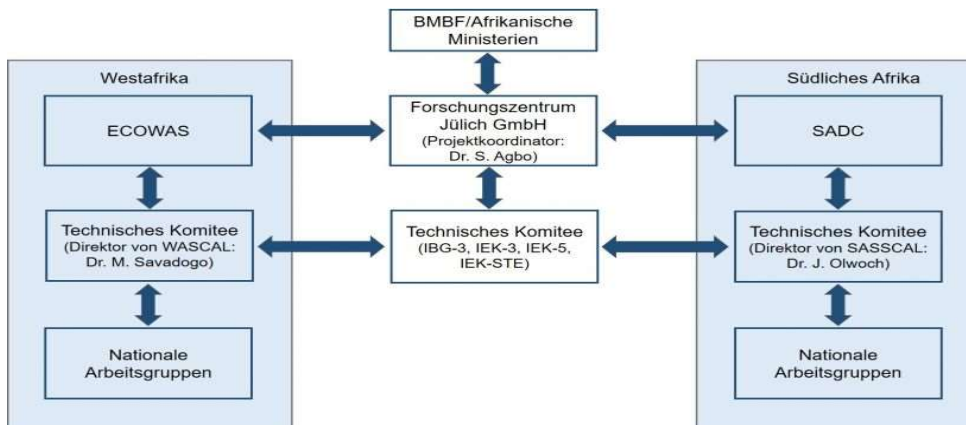 BMBF/Afrikanische
Ministerien
Westafrika
ECOWAS
Technisches Komitee
(Direktor von WASCAL:
Dr. M. Savadogo)
Nationale
Arbeitsgruppen
Forschungszentrum
Jülich GmbH
(Projektkoordinator:
Dr. S. Agbo)
Technisches Komitee
(IBG-3, IEK-3, IEK-5,
IEK-STE)
Südliches Afrika
SADC
Technisches Komitee
(Direktor von SASSCAL:
Dr. J. Olwoch)
Nationale
Arbeitsgruppen